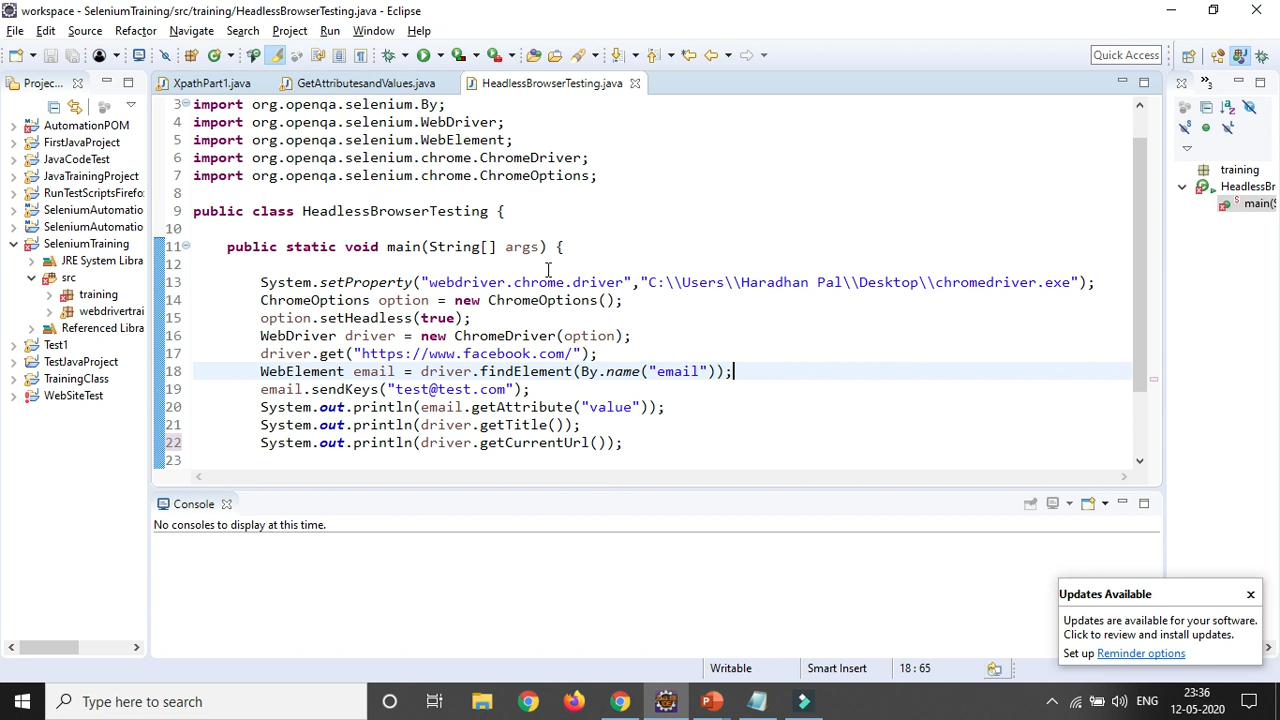 workspace - SeleniumTraining/src/training/HeadlessBrowserTesting.java - Eclipse
File Edit Source Refactor Navigate Search Project Run Window Help
Quick Access
Projec...
XpathPart1.java
GetAttributesandValues.java
HeadlessBrowserTesting.java
3
AutomationPOM
FirstJavaProject
JavaCodeTest
JavaTrainingProject
RunTestScriptsFirefo
SeleniumAutomatio
SeleniumAutomatio
SeleniumTraining
JRE System Libra
src
training
webdrivertrai
Referenced Libra
Test1
TestJavaProject
TrainingClass
WebSiteTest
3 import org.openqa.selenium.By;
4 import org.openqa.selenium.WebDriver;
5 import org.openqa.selenium.WebElement;
6 import org.openqa.selenium.chrome.ChromeDriver;
7 import org.openqa.selenium.chrome.ChromeOptions;
8
9 public class HeadlessBrowserTesting {
10
11 public static void main(String[] args) {
12
13 System.setProperty("webdriver.chrome.driver","C:\\Users\\Haradhan Pal\\Desktop\\chromedriver.exe");
14 ChromeOptions option = new ChromeOptions();
15 option.setHeadless(true);
16 WebDriver driver = new ChromeDriver(option);
17 driver.get("https://www.facebook.com/");
18 WebElement email = driver.findElement(By.name("email"));
19 email.sendKeys("test@test.com");
20 System.out.println(email.getAttribute("value"));
21 System.out.println(driver.getTitle());
22 System.out.println(driver.getCurrentUrl());
23
training
HeadlessBr
main(S
Console
No consoles to display at this time.
Updates Available
Updates are available for your software.
Click to review and install updates.
Set up Reminder options
Writable
Smart Insert
18 : 65
Type here to search
ENG
23:36
12-05-2020